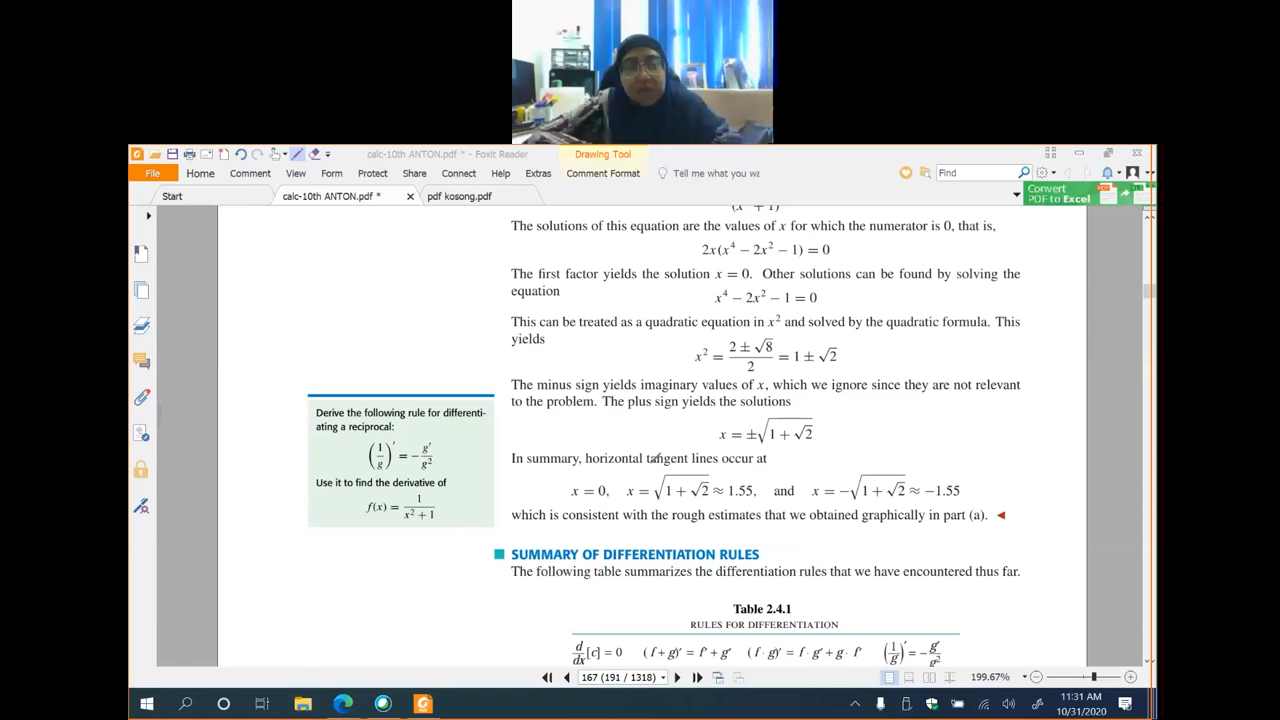 calc-10th ANTON.pdf * - Foxit Reader
Drawing Tool
File Home Comment View Form Protect Share Connect Help Extras Comment Format Tell me what you wa Find
Start calc-10th ANTON.pdf * pdf kosong.pdf
Convert
PDF to Excel
(x + 1)
The solutions of this equation are the values of x for which the numerator is 0, that is,
2x(x⁴ − 2x² − 1) = 0
The first factor yields the solution x = 0. Other solutions can be found by solving the
equation
x⁴ − 2x² − 1 = 0
This can be treated as a quadratic equation in x² and solved by the quadratic formula. This
yields
x² = (2 ± √8)/2 = 1 ± √2
The minus sign yields imaginary values of x, which we ignore since they are not relevant
to the problem. The plus sign yields the solutions
x = ±√(1 + √2)
In summary, horizontal tangent lines occur at
x = 0, x = √(1 + √2) ≈ 1.55, and x = −√(1 + √2) ≈ −1.55
which is consistent with the rough estimates that we obtained graphically in part (a). ◄
Derive the following rule for differenti-
ating a reciprocal:
(1/g)′ = −g′/g²
Use it to find the derivative of
f(x) = 1/(x² + 1)
SUMMARY OF DIFFERENTIATION RULES
The following table summarizes the differentiation rules that we have encountered thus far.
Table 2.4.1
RULES FOR DIFFERENTIATION
d/dx[c] = 0 (f + g)′ = f′ + g′ (f · g)′ = f · g′ + g · f′ (1/g)′ = −g′/g²
167 (191 / 1318) 199.67%
11:31 AM
10/31/2020